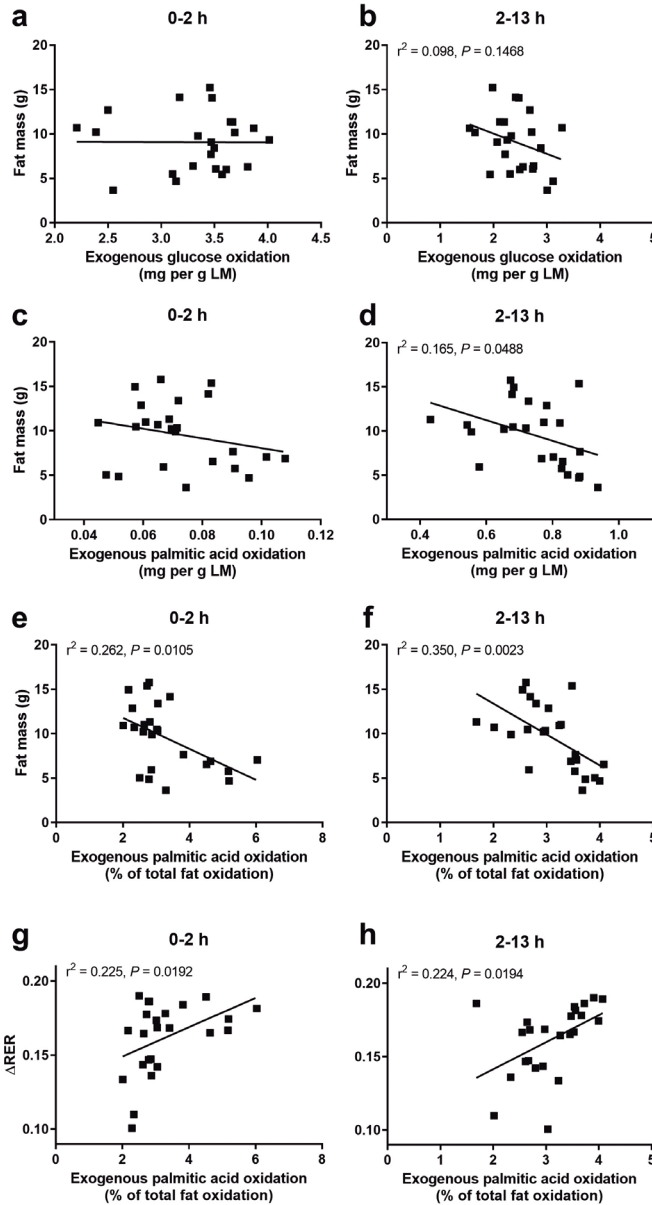 a
0-2 h
Fat mass (g)
20
15
10
5
0
2.0 2.5 3.0 3.5 4.0 4.5
Exogenous glucose oxidation
(mg per g LM)
b
2-13 h
r² = 0.098, P = 0.1468
Fat mass (g)
20
15
10
5
0
0 1 2 3 4 5
Exogenous glucose oxidation
(mg per g LM)
c
0-2 h
Fat mass (g)
20
15
10
5
0
0.04 0.06 0.08 0.10 0.12
Exogenous palmitic acid oxidation
(mg per g LM)
d
2-13 h
r² = 0.165, P = 0.0488
Fat mass (g)
20
15
10
5
0
0.4 0.6 0.8 1.0
Exogenous palmitic acid oxidation
(mg per g LM)
e
0-2 h
r² = 0.262, P = 0.0105
Fat mass (g)
20
15
10
5
0
0 2 4 6 8
Exogenous palmitic acid oxidation
(% of total fat oxidation)
f
2-13 h
r² = 0.350, P = 0.0023
Fat mass (g)
20
15
10
5
0
0 1 2 3 4 5
Exogenous palmitic acid oxidation
(% of total fat oxidation)
g
0-2 h
r² = 0.225, P = 0.0192
ΔRER
0.20
0.15
0.10
0 2 4 6 8
Exogenous palmitic acid oxidation
(% of total fat oxidation)
h
2-13 h
r² = 0.224, P = 0.0194
0.20
0.15
0.10
0 1 2 3 4 5
Exogenous palmitic acid oxidation
(% of total fat oxidation)